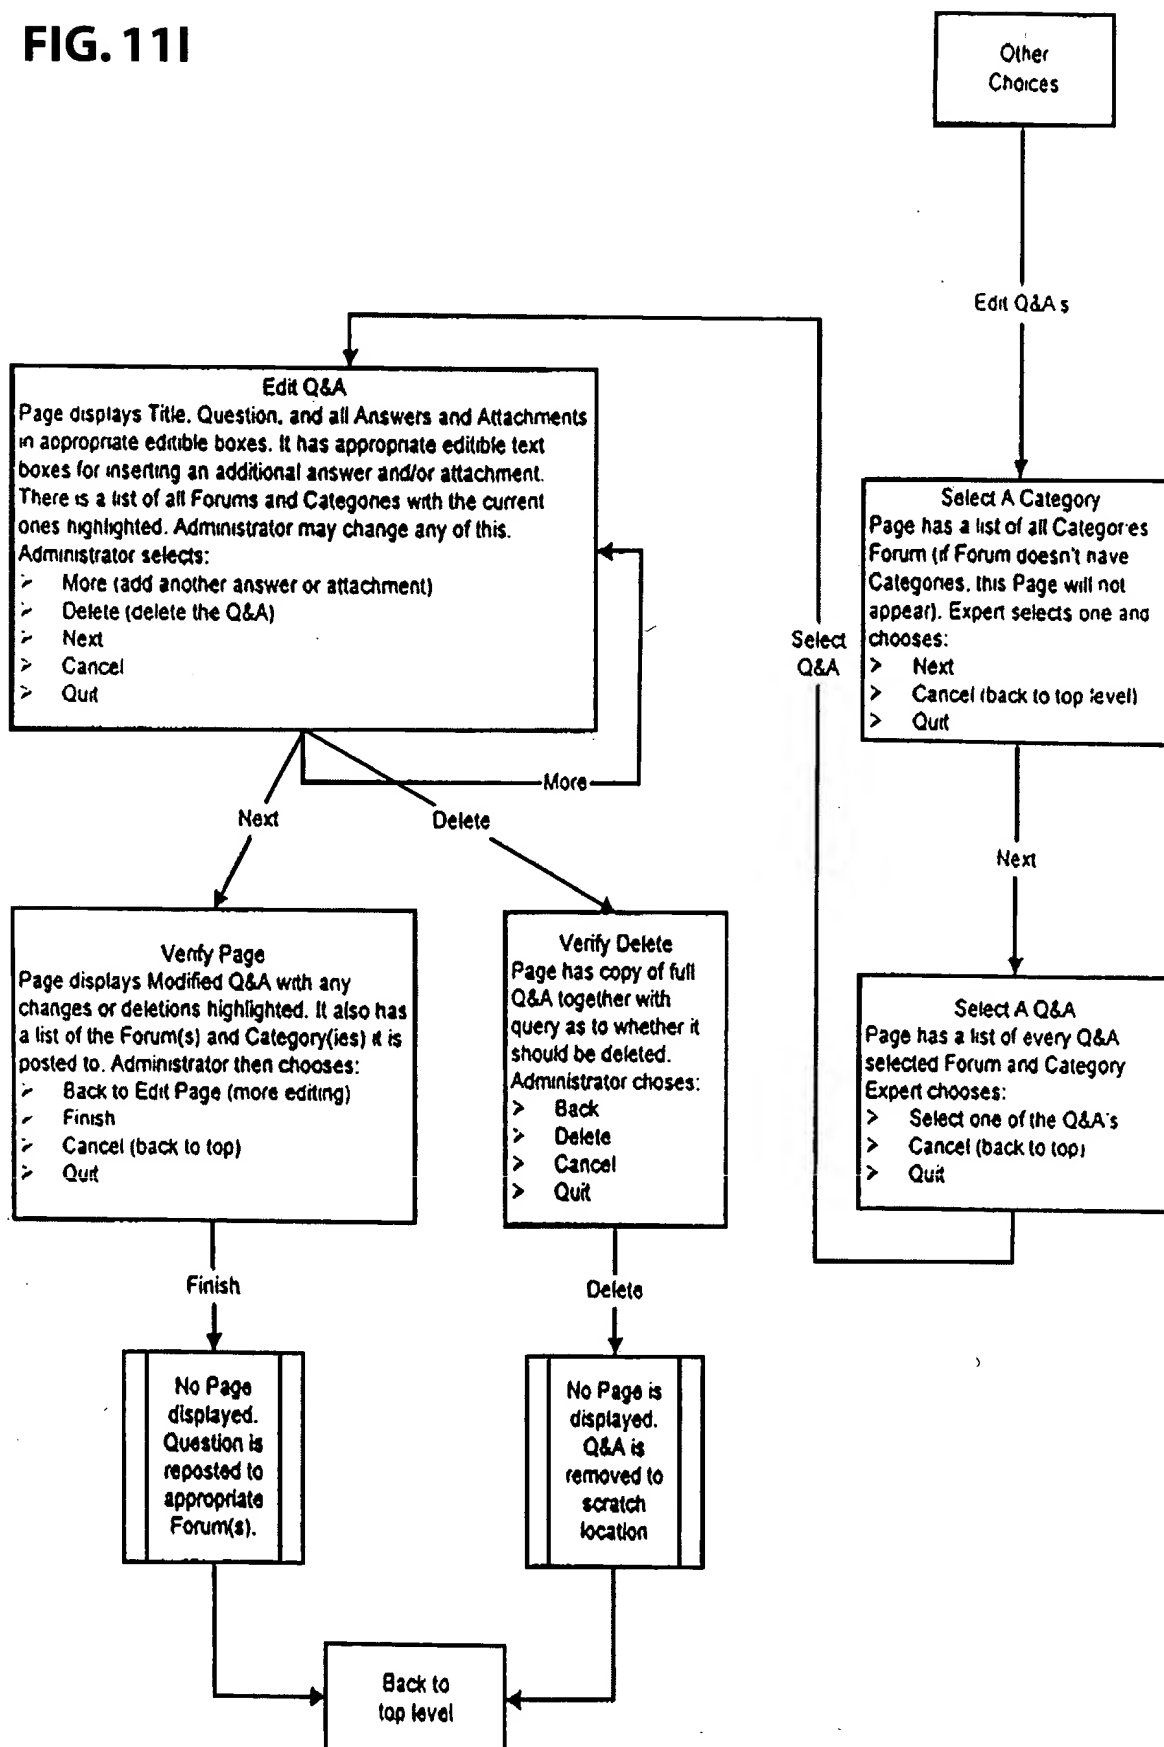 FIG. 11I
Other
Choices
Edit Q&A's
Select A Category
Page has a list of all Categories
Forum (if Forum doesn't have
Categories, this Page will not
appear). Expert selects one and
chooses:
> Next
> Cancel (back to top level)
> Quit
Next
Select A Q&A
Page has a list of every Q&A
selected Forum and Category
Expert chooses:
> Select one of the Q&A's
> Cancel (back to top)
> Quit
Select
Q&A
Edit Q&A
Page displays Title, Question, and all Answers and Attachments
in appropriate editible boxes. It has appropriate editible text
boxes for inserting an additional answer and/or attachment.
There is a list of all Forums and Categories with the current
ones highlighted. Administrator may change any of this.
Administrator selects:
> More (add another answer or attachment)
> Delete (delete the Q&A)
> Next
> Cancel
> Quit
More
Next
Delete
Verify Page
Page displays Modified Q&A with any
changes or deletions highlighted. It also has
a list of the Forum(s) and Category(ies) it is
posted to. Administrator then chooses:
> Back to Edit Page (more editing)
> Finish
> Cancel (back to top)
> Quit
Verify Delete
Page has copy of full
Q&A together with
query as to whether it
should be deleted.
Administrator choses:
> Back
> Delete
> Cancel
> Quit
Finish
Delete
No Page
displayed.
Question is
reposted to
appropriate
Forum(s).
No Page is
displayed.
Q&A is
removed to
scratch
location
Back to
top level